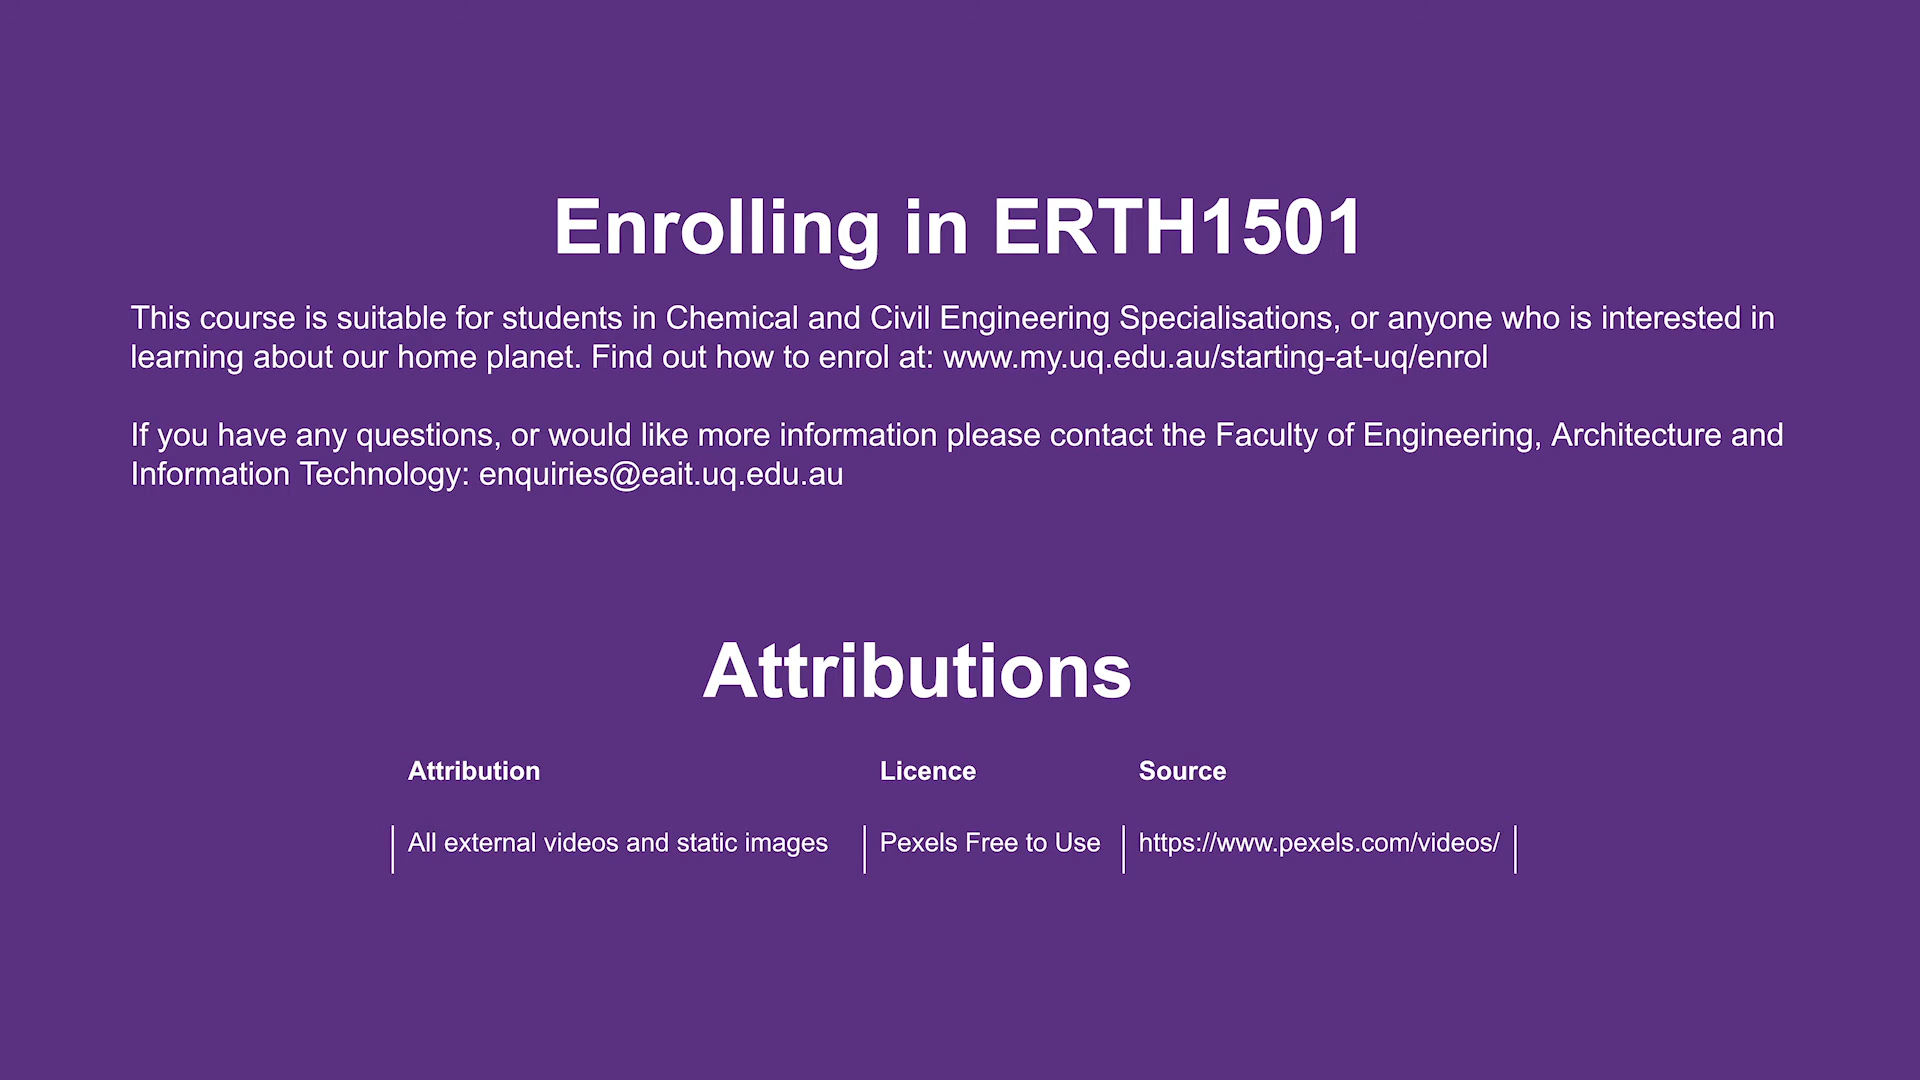 Enrolling in ERTH1501
This course is suitable for students in Chemical and Civil Engineering Specialisations, or anyone who is interested in
learning about our home planet. Find out how to enrol at: www.my.uq.edu.au/starting-at-uq/enrol
If you have any questions, or would like more information please contact the Faculty of Engineering, Architecture and
Information Technology: enquiries@eait.uq.edu.au
Attributions
Attribution Licence Source
All external videos and static images Pexels Free to Use https://www.pexels.com/videos/